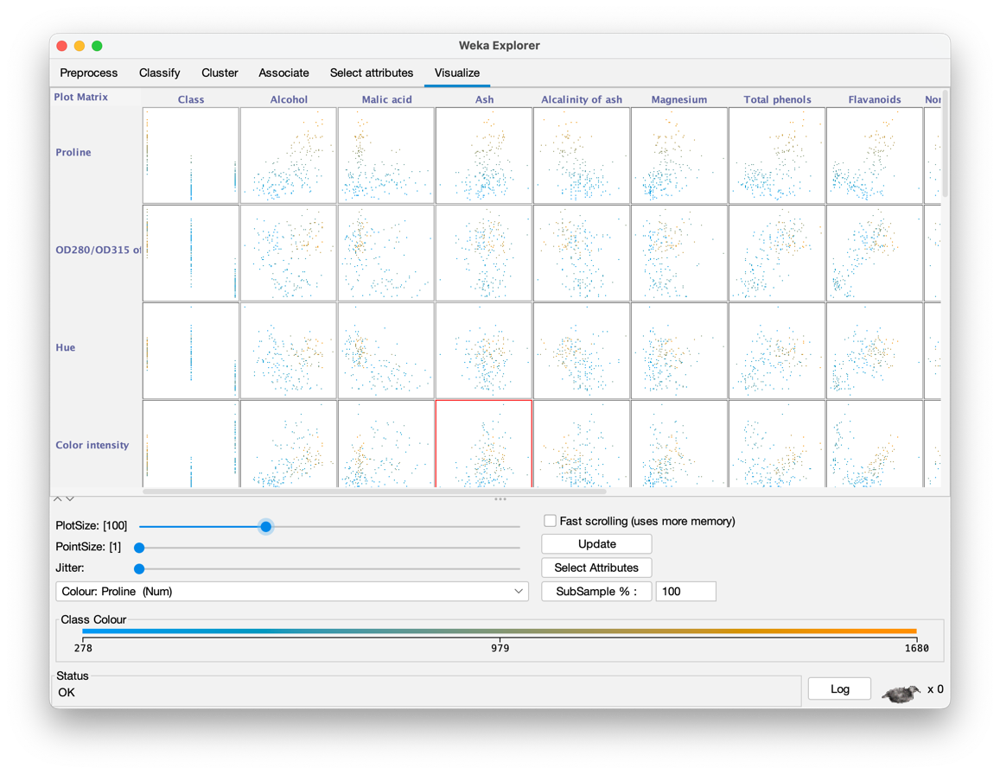 Weka Explorer
Preprocess Classify Cluster Associate Select attributes Visualize
Plot Matrix Class Alcohol Malic acid Ash Alcalinity of ash Magnesium Total phenols Flavanoids
Proline
OD280/OD315
Hue
Color intensity
PlotSize: [100] Fast scrolling (uses more memory)
PointSize: [1] Update
Jitter: Select Attributes
Colour: Proline (Num) SubSample % : 100
Class Colour
278 979 1680
Status
OK Log x 0